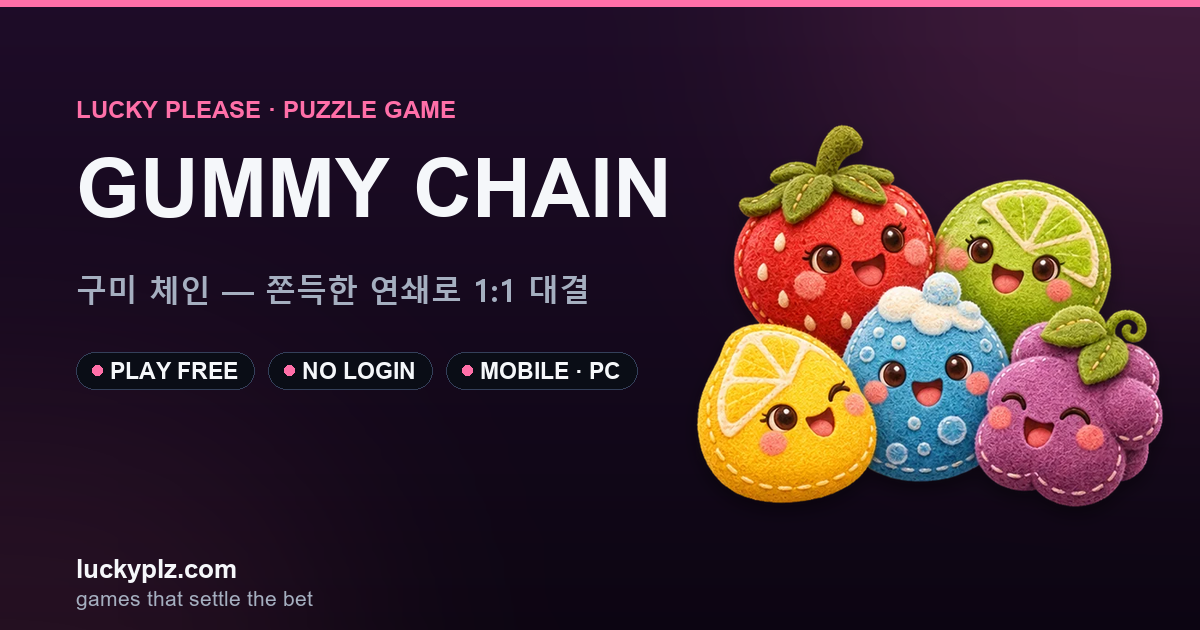 LUCKY PLEASE · PUZZLE GAME
GUMMY CHAIN
구미 체인 — 쫀득한 연쇄로 1:1 대결
PLAY FREE
NO LOGIN
MOBILE · PC
luckyplz.com
games that settle the bet